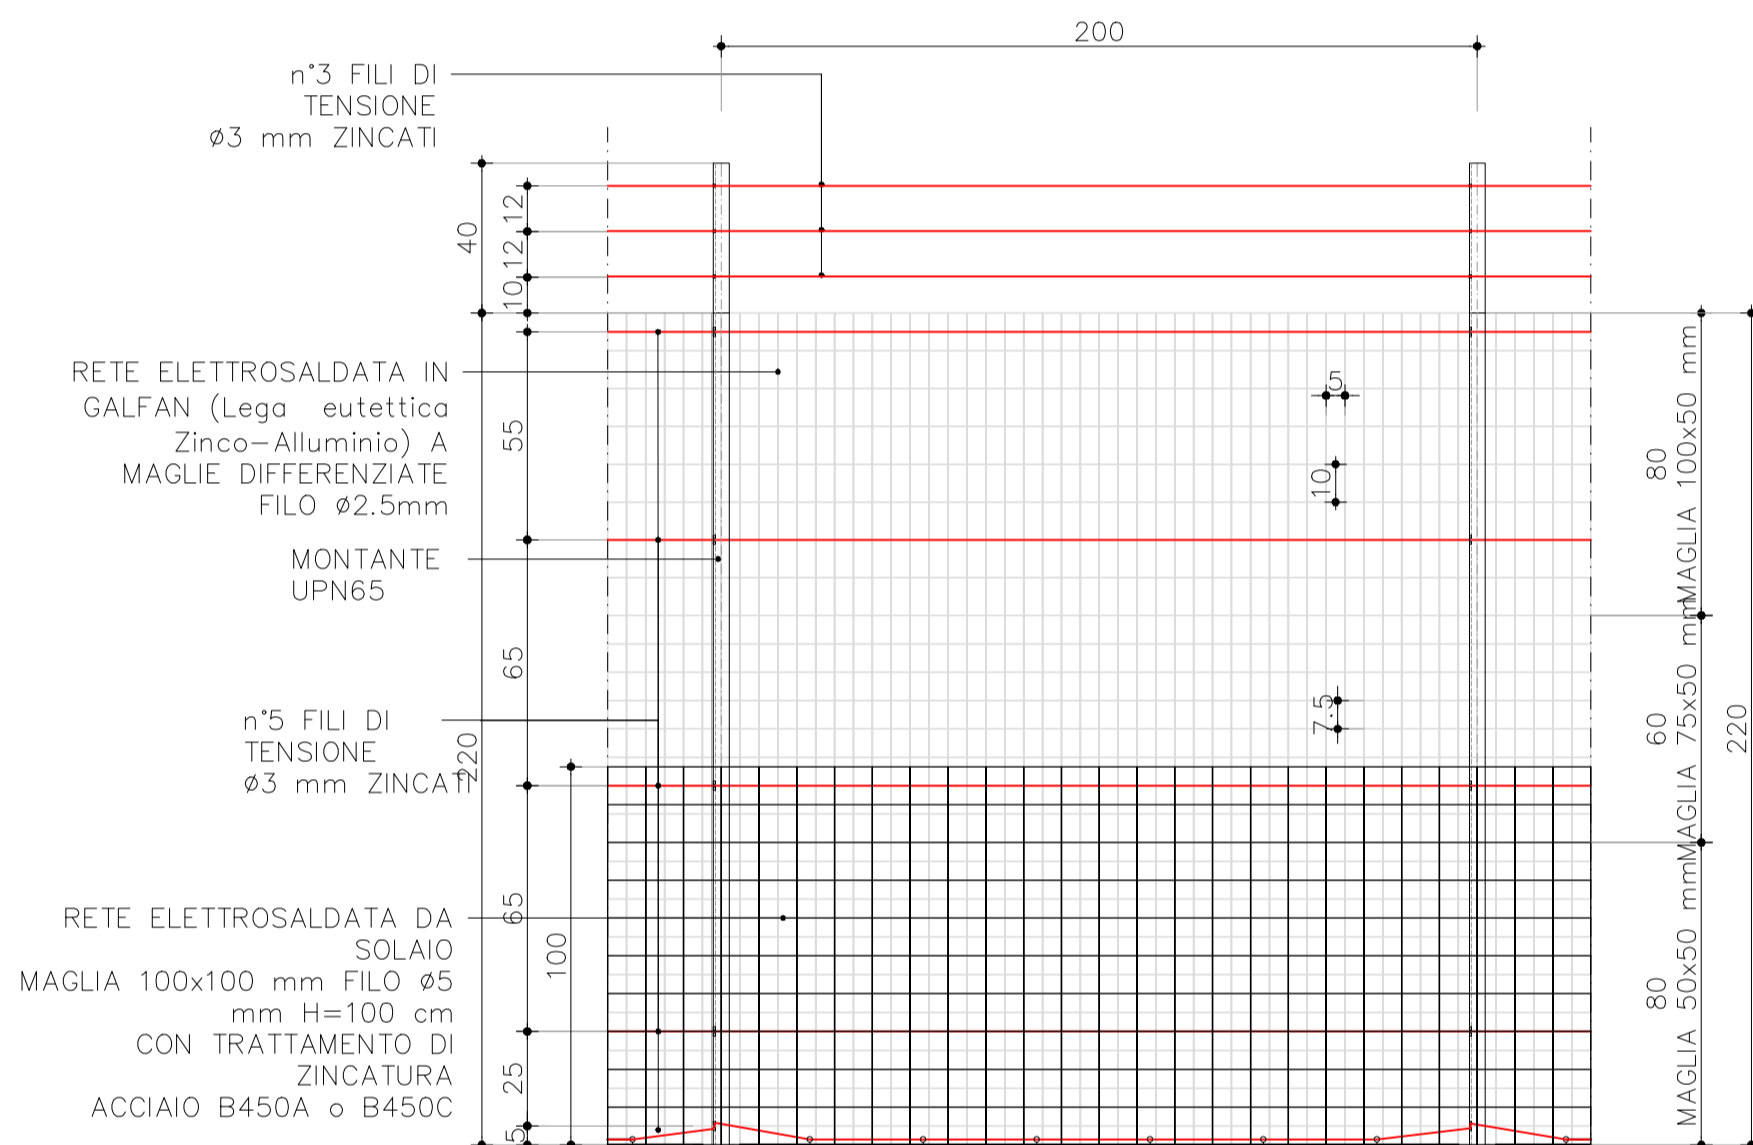 200
n°3 FILI DI
TENSIONE
ø3 mm ZINCATI
40
12
12
10
RETE ELETTROSALDATA IN
GALFAN (Lega eutettica
Zinco-Alluminio) A
MAGLIE DIFFERENZIATE
FILO ø2.5mm
55
5
10
80
MAGLIA 100x50 mm
MONTANTE
UPN65
65
n°5 FILI DI
TENSIONE
ø3 mm ZINCATI
220
7.5
60
MAGLIA 75x50 mm
220
RETE ELETTROSALDATA DA
SOLAIO
MAGLIA 100x100 mm FILO ø5
mm H=100 cm
CON TRATTAMENTO DI
ZINCATURA
ACCIAIO B450A o B450C
65
100
25
5
80
MAGLIA 50x50 mm